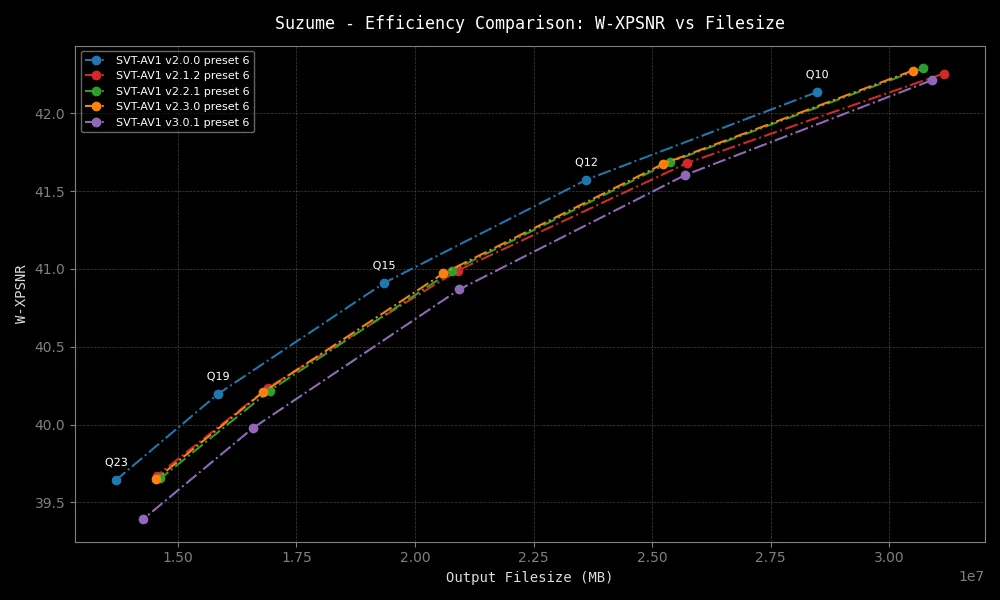 Suzume - Efficiency Comparison: W-XPSNR vs Filesize
SVT-AV1 v2.0.0 preset 6
SVT-AV1 v2.1.2 preset 6
SVT-AV1 v2.2.1 preset 6
SVT-AV1 v2.3.0 preset 6
SVT-AV1 v3.0.1 preset 6
Q10
Q12
Q15
Q19
Q23
W-XPSNR
42.0
41.5
41.0
40.5
40.0
39.5
1.50 1.75 2.00 2.25 2.50 2.75 3.00
1e7
Output Filesize (MB)